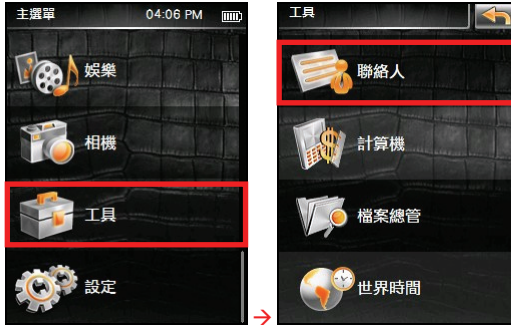 主選單 04:06 PM
娛樂
相機
工具
設定
→
工具
聯絡人
計算機
檔案總管
世界時間